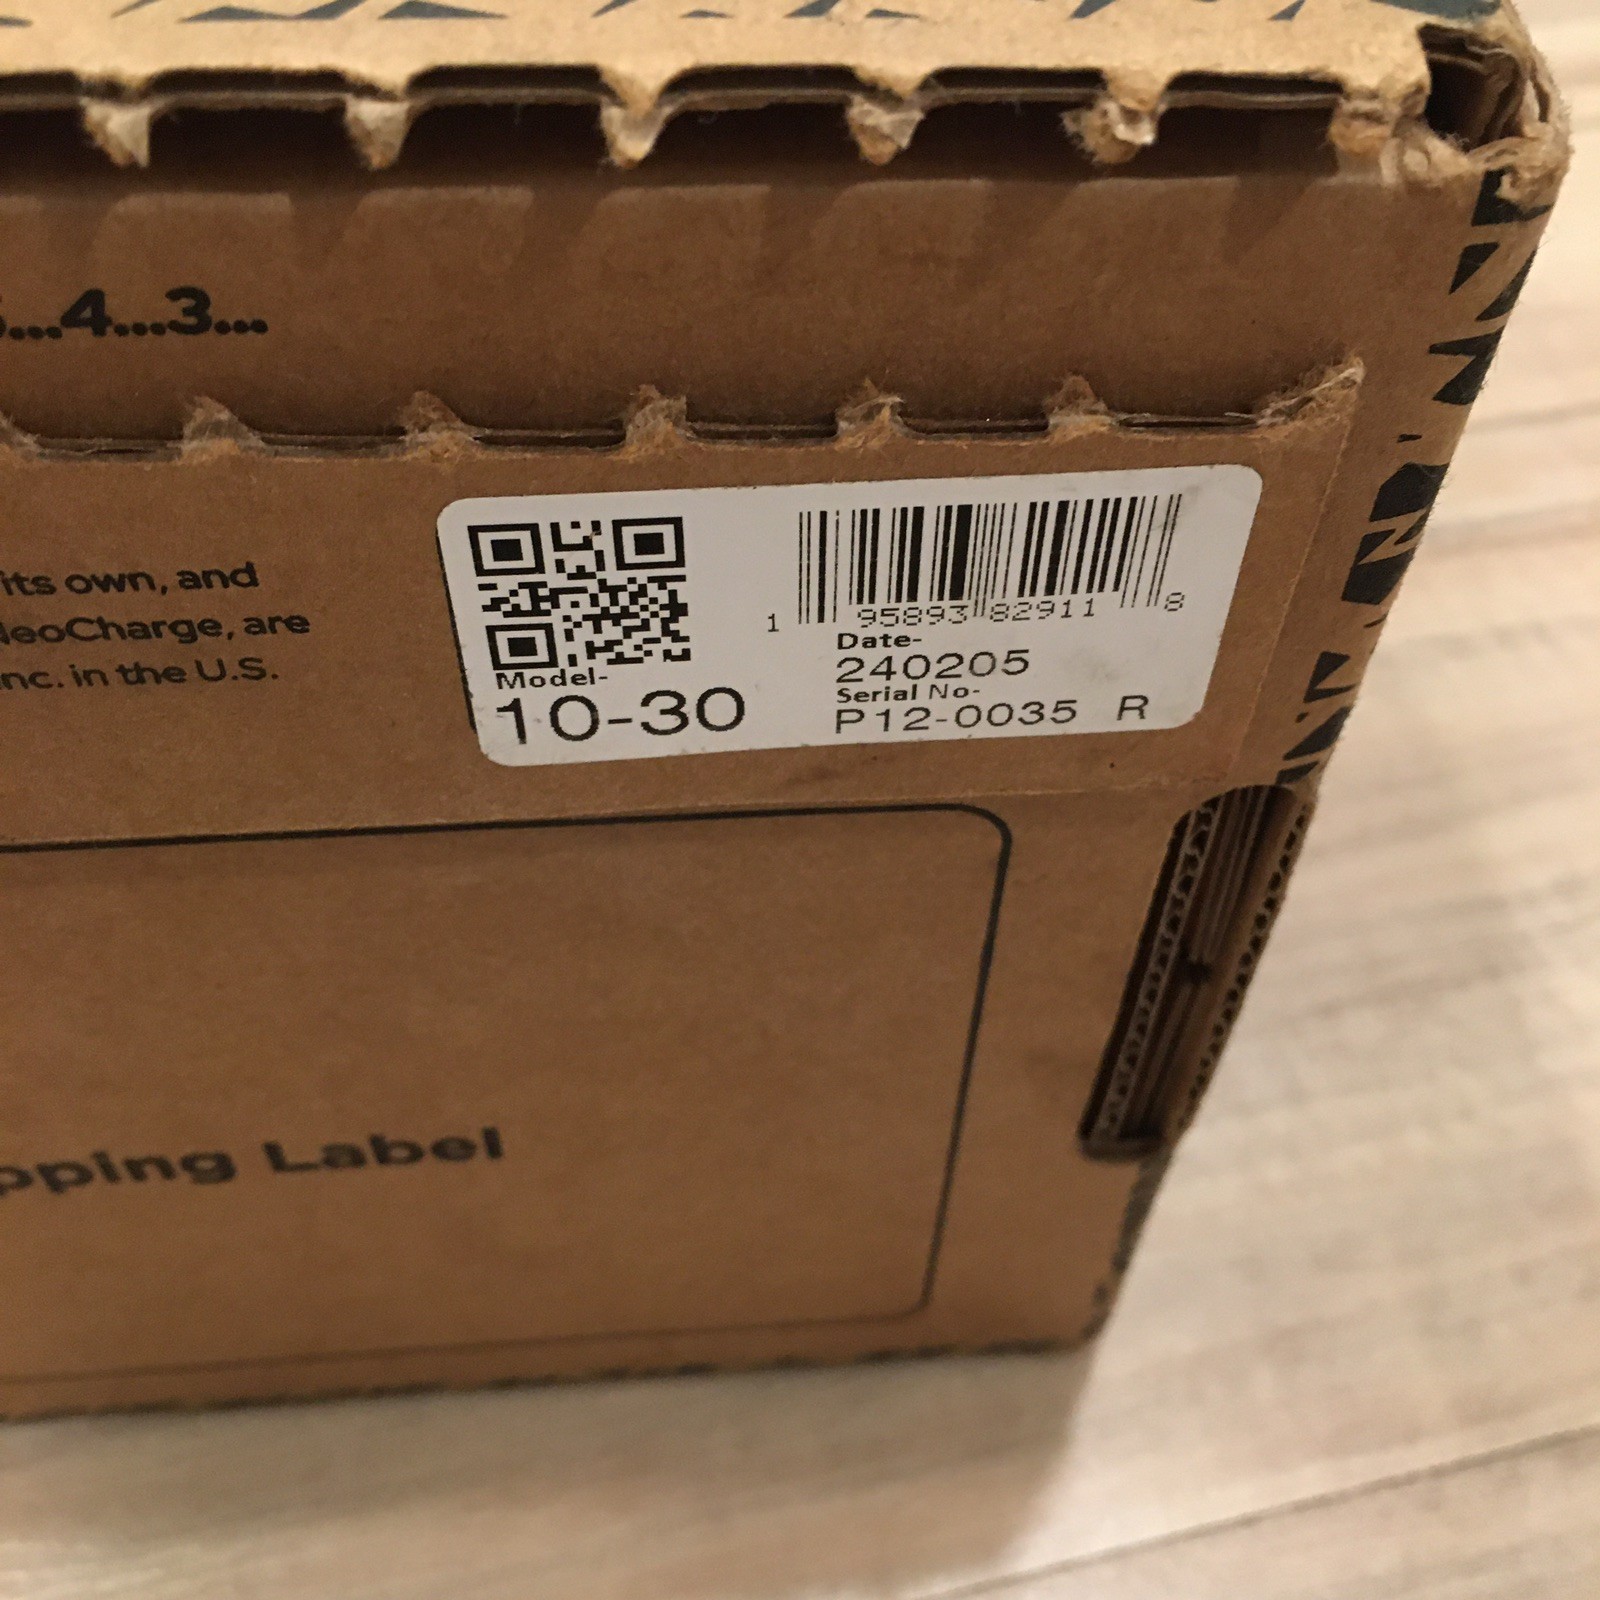 ...4...3...
its own, and
NeoCharge, are
Inc. in the U.S.
1 95893 82911 8
Date-
240205
Serial No-
P12-0035 R
Model-
10-30
Label